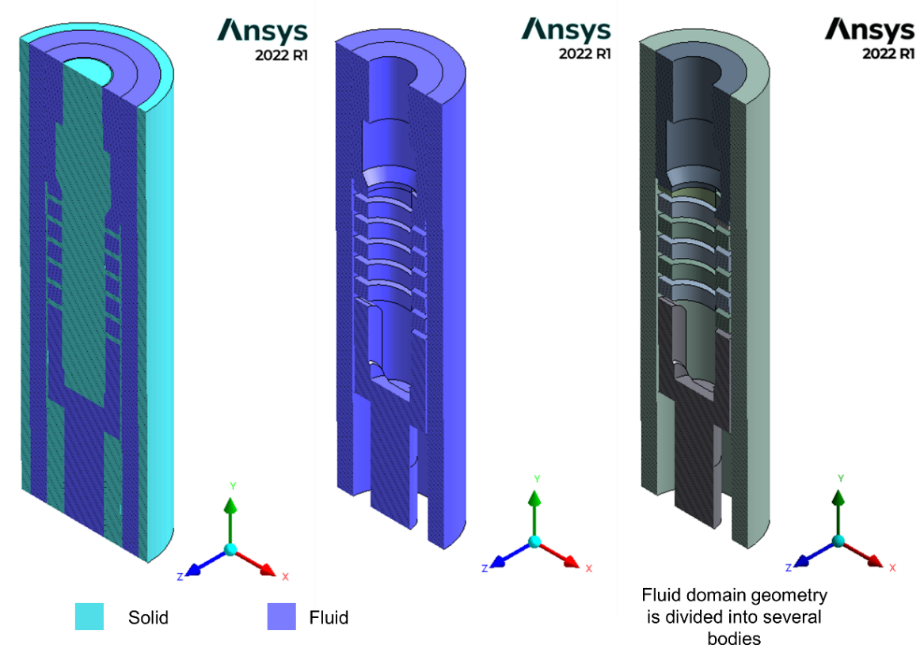 Ansys
2022 R1
Ansys
2022 R1
Ansys
2022 R1
Y
Z
X
Y
Z
X
Y
Z
X
Solid
Fluid
Fluid domain geometry
is divided into several
bodies